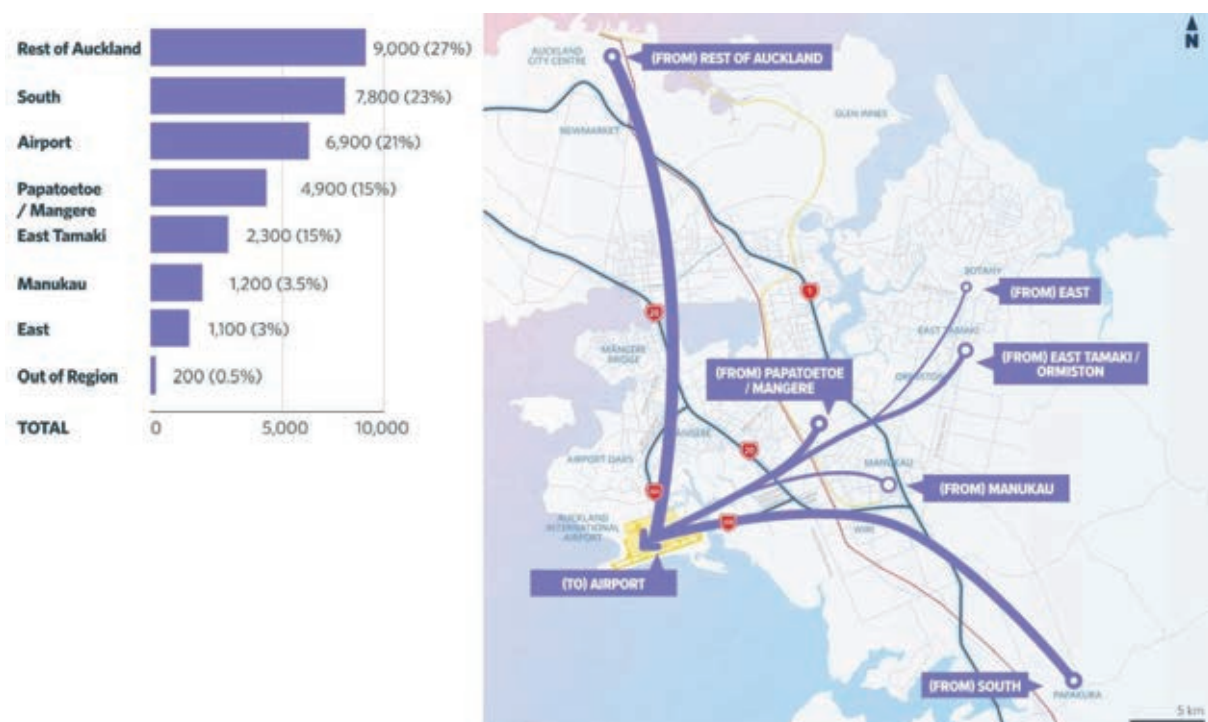 Rest of Auckland
9,000 (27%)
South
7,800 (23%)
Airport
6,900 (21%)
Papatoetoe
/ Mangere
4,900 (15%)
East Tamaki
2,300 (15%)
Manukau
1,200 (3.5%)
East
1,100 (3%)
Out of Region
200 (0.5%)
TOTAL
0
5,000
10,000
N
AUCKLAND
CITY CENTRE
(FROM) REST OF AUCKLAND
GLEN INNES
NEWMARKET
BOTANY
1
(FROM) EAST
20
EAST TAMAKI
MĀNGERE
BRIDGE
(FROM) EAST TAMAKI /
ORMISTON
(FROM) PAPATOETOE
/ MANGERE
ORMISTON
20
AIRPORT OAKS
MANUKAU
(FROM) MANUKAU
AUCKLAND
INTERNATIONAL
AIRPORT
WIRI
(TO) AIRPORT
(FROM) SOUTH
PAPAKURA
5 km